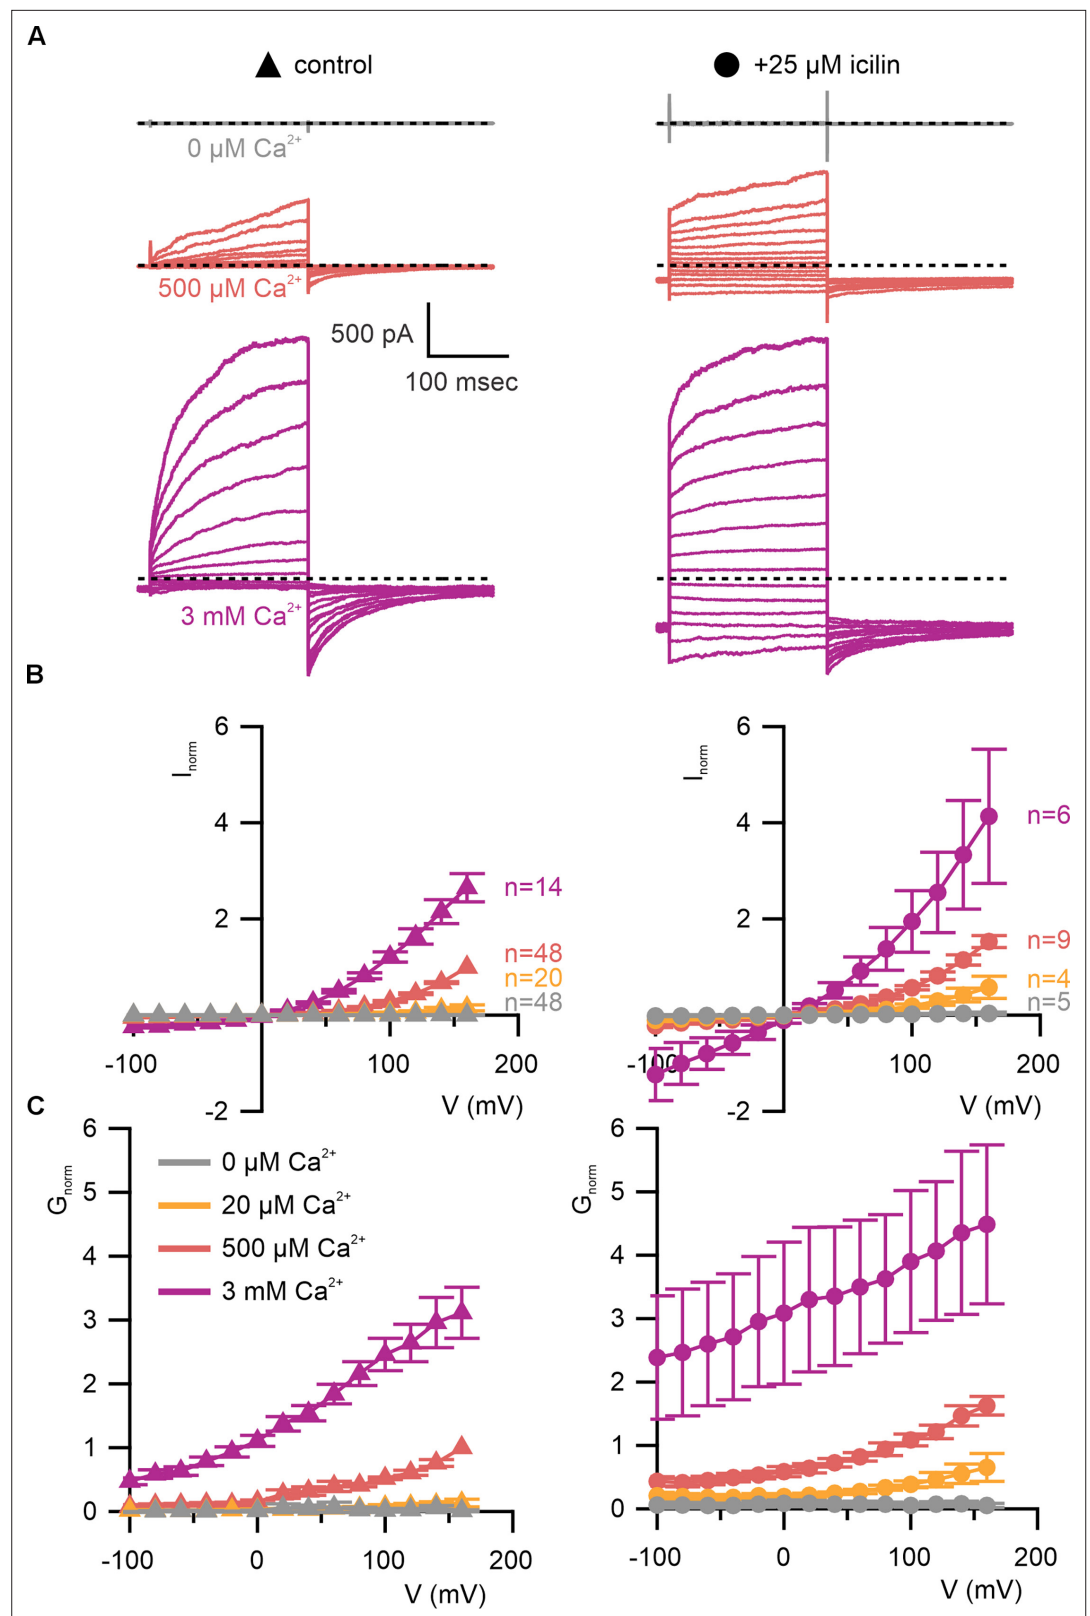 A
control
+25 µM icilin
0 µM Ca2+
500 µM Ca2+
500 pA
100 msec
3 mM Ca2+
B
Inorm
6
4
2
-2
-100
100
200
V (mV)
n=14
n=48
n=20
n=48
Inorm
6
4
2
-2
-100
100
200
V (mV)
n=6
n=9
n=4
n=5
C
Gnorm
6
5
4
3
2
1
0
-100
0
100
200
V (mV)
0 µM Ca2+
20 µM Ca2+
500 µM Ca2+
3 mM Ca2+
Gnorm
6
5
4
3
2
1
0
-100
0
100
200
V (mV)